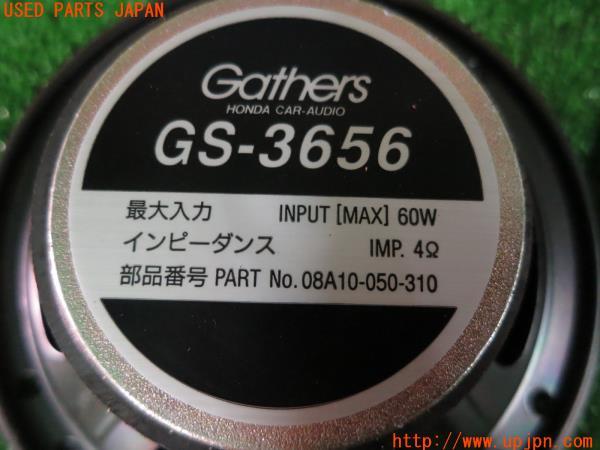 USED PARTS JAPAN
Gathers
HONDA CAR-AUDIO
GS-3656
最大入力 INPUT [MAX] 60W
インピーダンス IMP. 4Ω
部品番号 PART No. 08A10-050-310
http://www.upjpn.com/